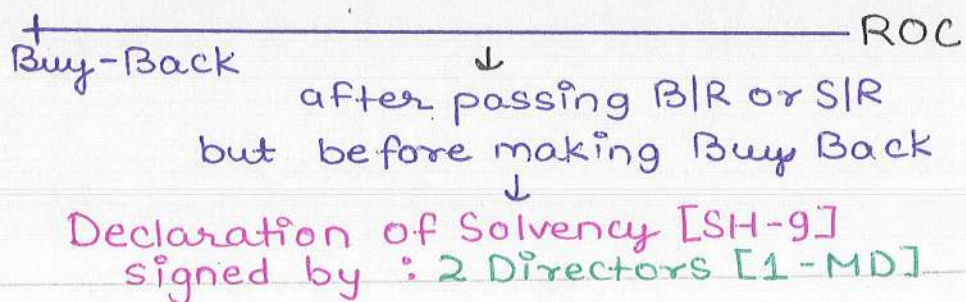 ROC
Buy-Back
after passing B/R or S/R
but before making Buy Back
Declaration of Solvency [SH-9]
signed by : 2 Directors [1-MD]